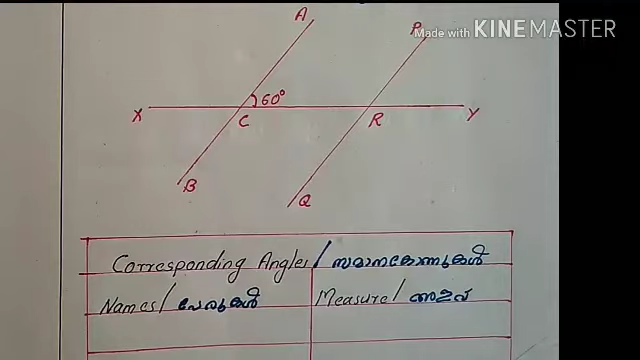 A
P
Made with KINEMASTER
60°
X
C
R
Y
B
Q
Corresponding Angles / സമാനകോണുകൾ
Names / പേരുകൾ
Measure / അളവ്